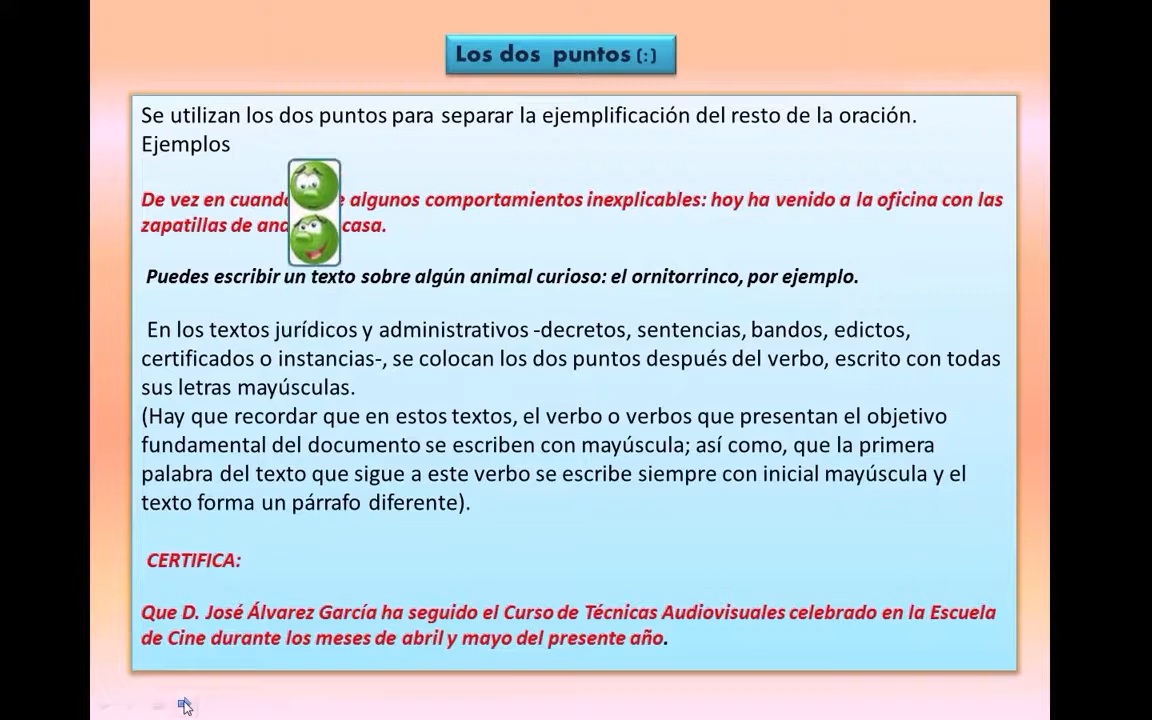 Los dos puntos (:)
Se utilizan los dos puntos para separar la ejemplificación del resto de la oración.
Ejemplos
De vez en algunos comportamientos inexplicables: hoy ha venido a la oficina con las
zapatillas de casa.
Puedes escribir un texto sobre algún animal curioso: el ornitorrinco, por ejemplo.
En los textos jurídicos y administrativos -decretos, sentencias, bandos, edictos,
certificados o instancias-, se colocan los dos puntos después del verbo, escrito con todas
sus letras mayúsculas.
(Hay que recordar que en estos textos, el verbo o verbos que presentan el objetivo
fundamental del documento se escriben con mayúscula; así como, que la primera
palabra del texto que sigue a este verbo se escribe siempre con inicial mayúscula y el
texto forma un párrafo diferente).
CERTIFICA:
Que D. José Álvarez García ha seguido el Curso de Técnicas Audiovisuales celebrado en la Escuela
de Cine durante los meses de abril y mayo del presente año.